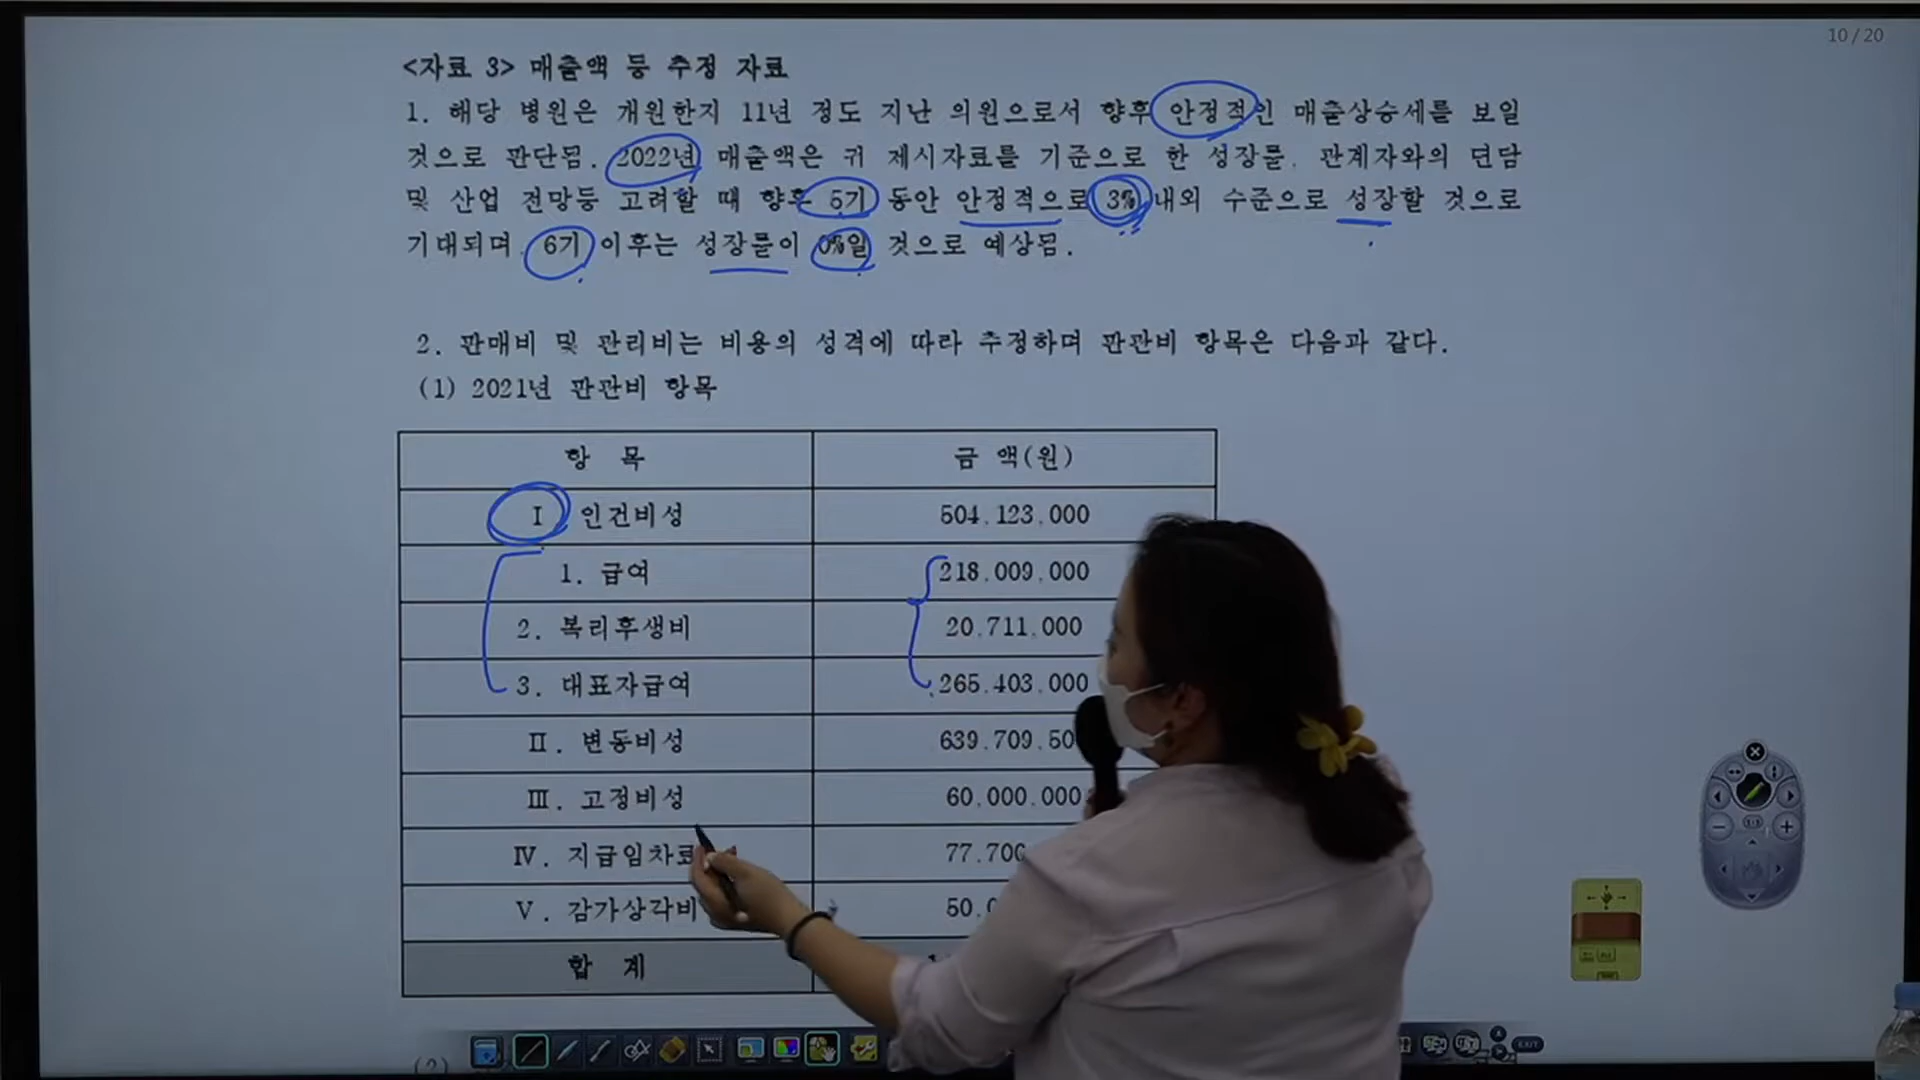 10 / 20
<자료 3> 매출액 등 추정 자료
1. 해당 병원은 개원한지 11년 정도 지난 의원으로서 향후 안정적인 매출상승세를 보일
것으로 판단됨. 2022년 매출액은 귀 제시자료를 기준으로 한 성장률, 관계자와의 면담
및 산업 전망등 고려할 때 향후 5기 동안 안정적으로 3% 내외 수준으로 성장할 것으로
기대되며, 6기 이후는 성장률이 0%일 것으로 예상됨.
2. 판매비 및 관리비는 비용의 성격에 따라 추정하며 판관비 항목은 다음과 같다.
(1) 2021년 판관비 항목
항 목 금 액(원)
Ⅰ 인건비성 504,123,000
1. 급여 218,009,000
2. 복리후생비 20,711,000
3. 대표자급여 265,403,000
Ⅱ. 변동비성 639,709,50
Ⅲ. 고정비성 60,000,000
Ⅳ. 지급임차료 77,700
Ⅴ. 감가상각비 50,0
합 계
(2)
EXIT